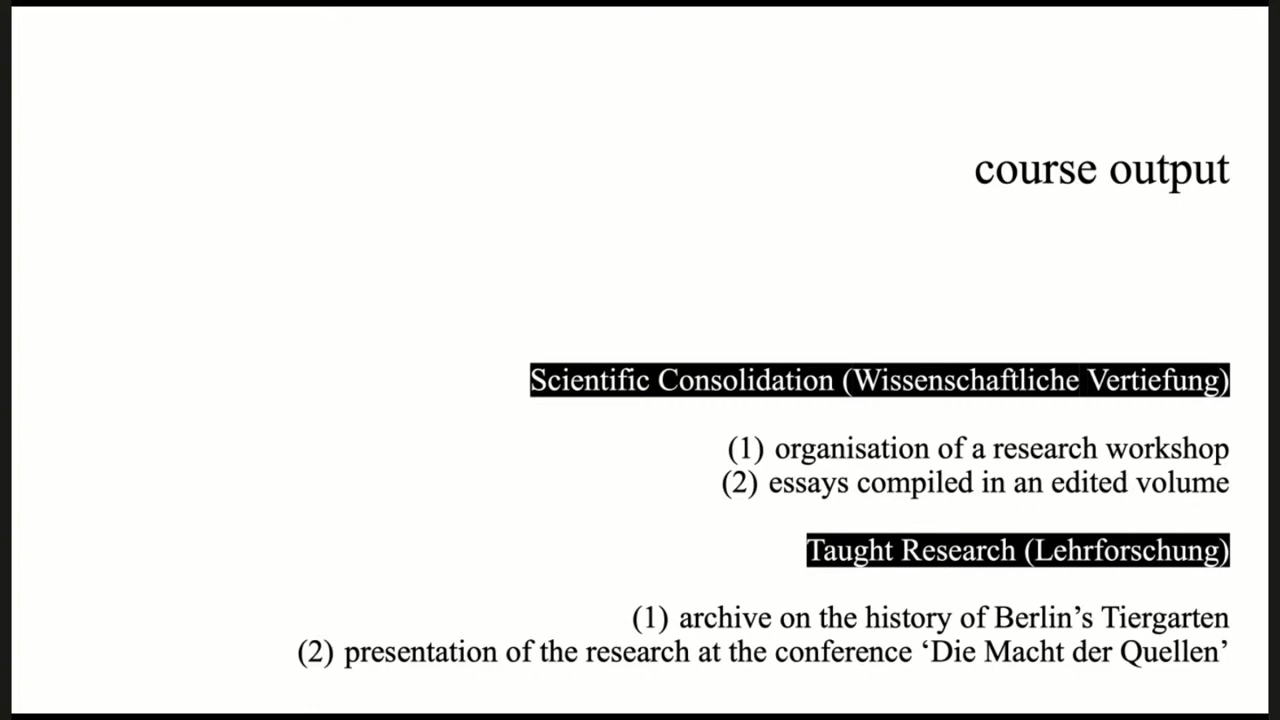 course output
Scientific Consolidation (Wissenschaftliche Vertiefung)
(1) organisation of a research workshop
(2) essays compiled in an edited volume
Taught Research (Lehrforschung)
(1) archive on the history of Berlin’s Tiergarten
(2) presentation of the research at the conference ‘Die Macht der Quellen’